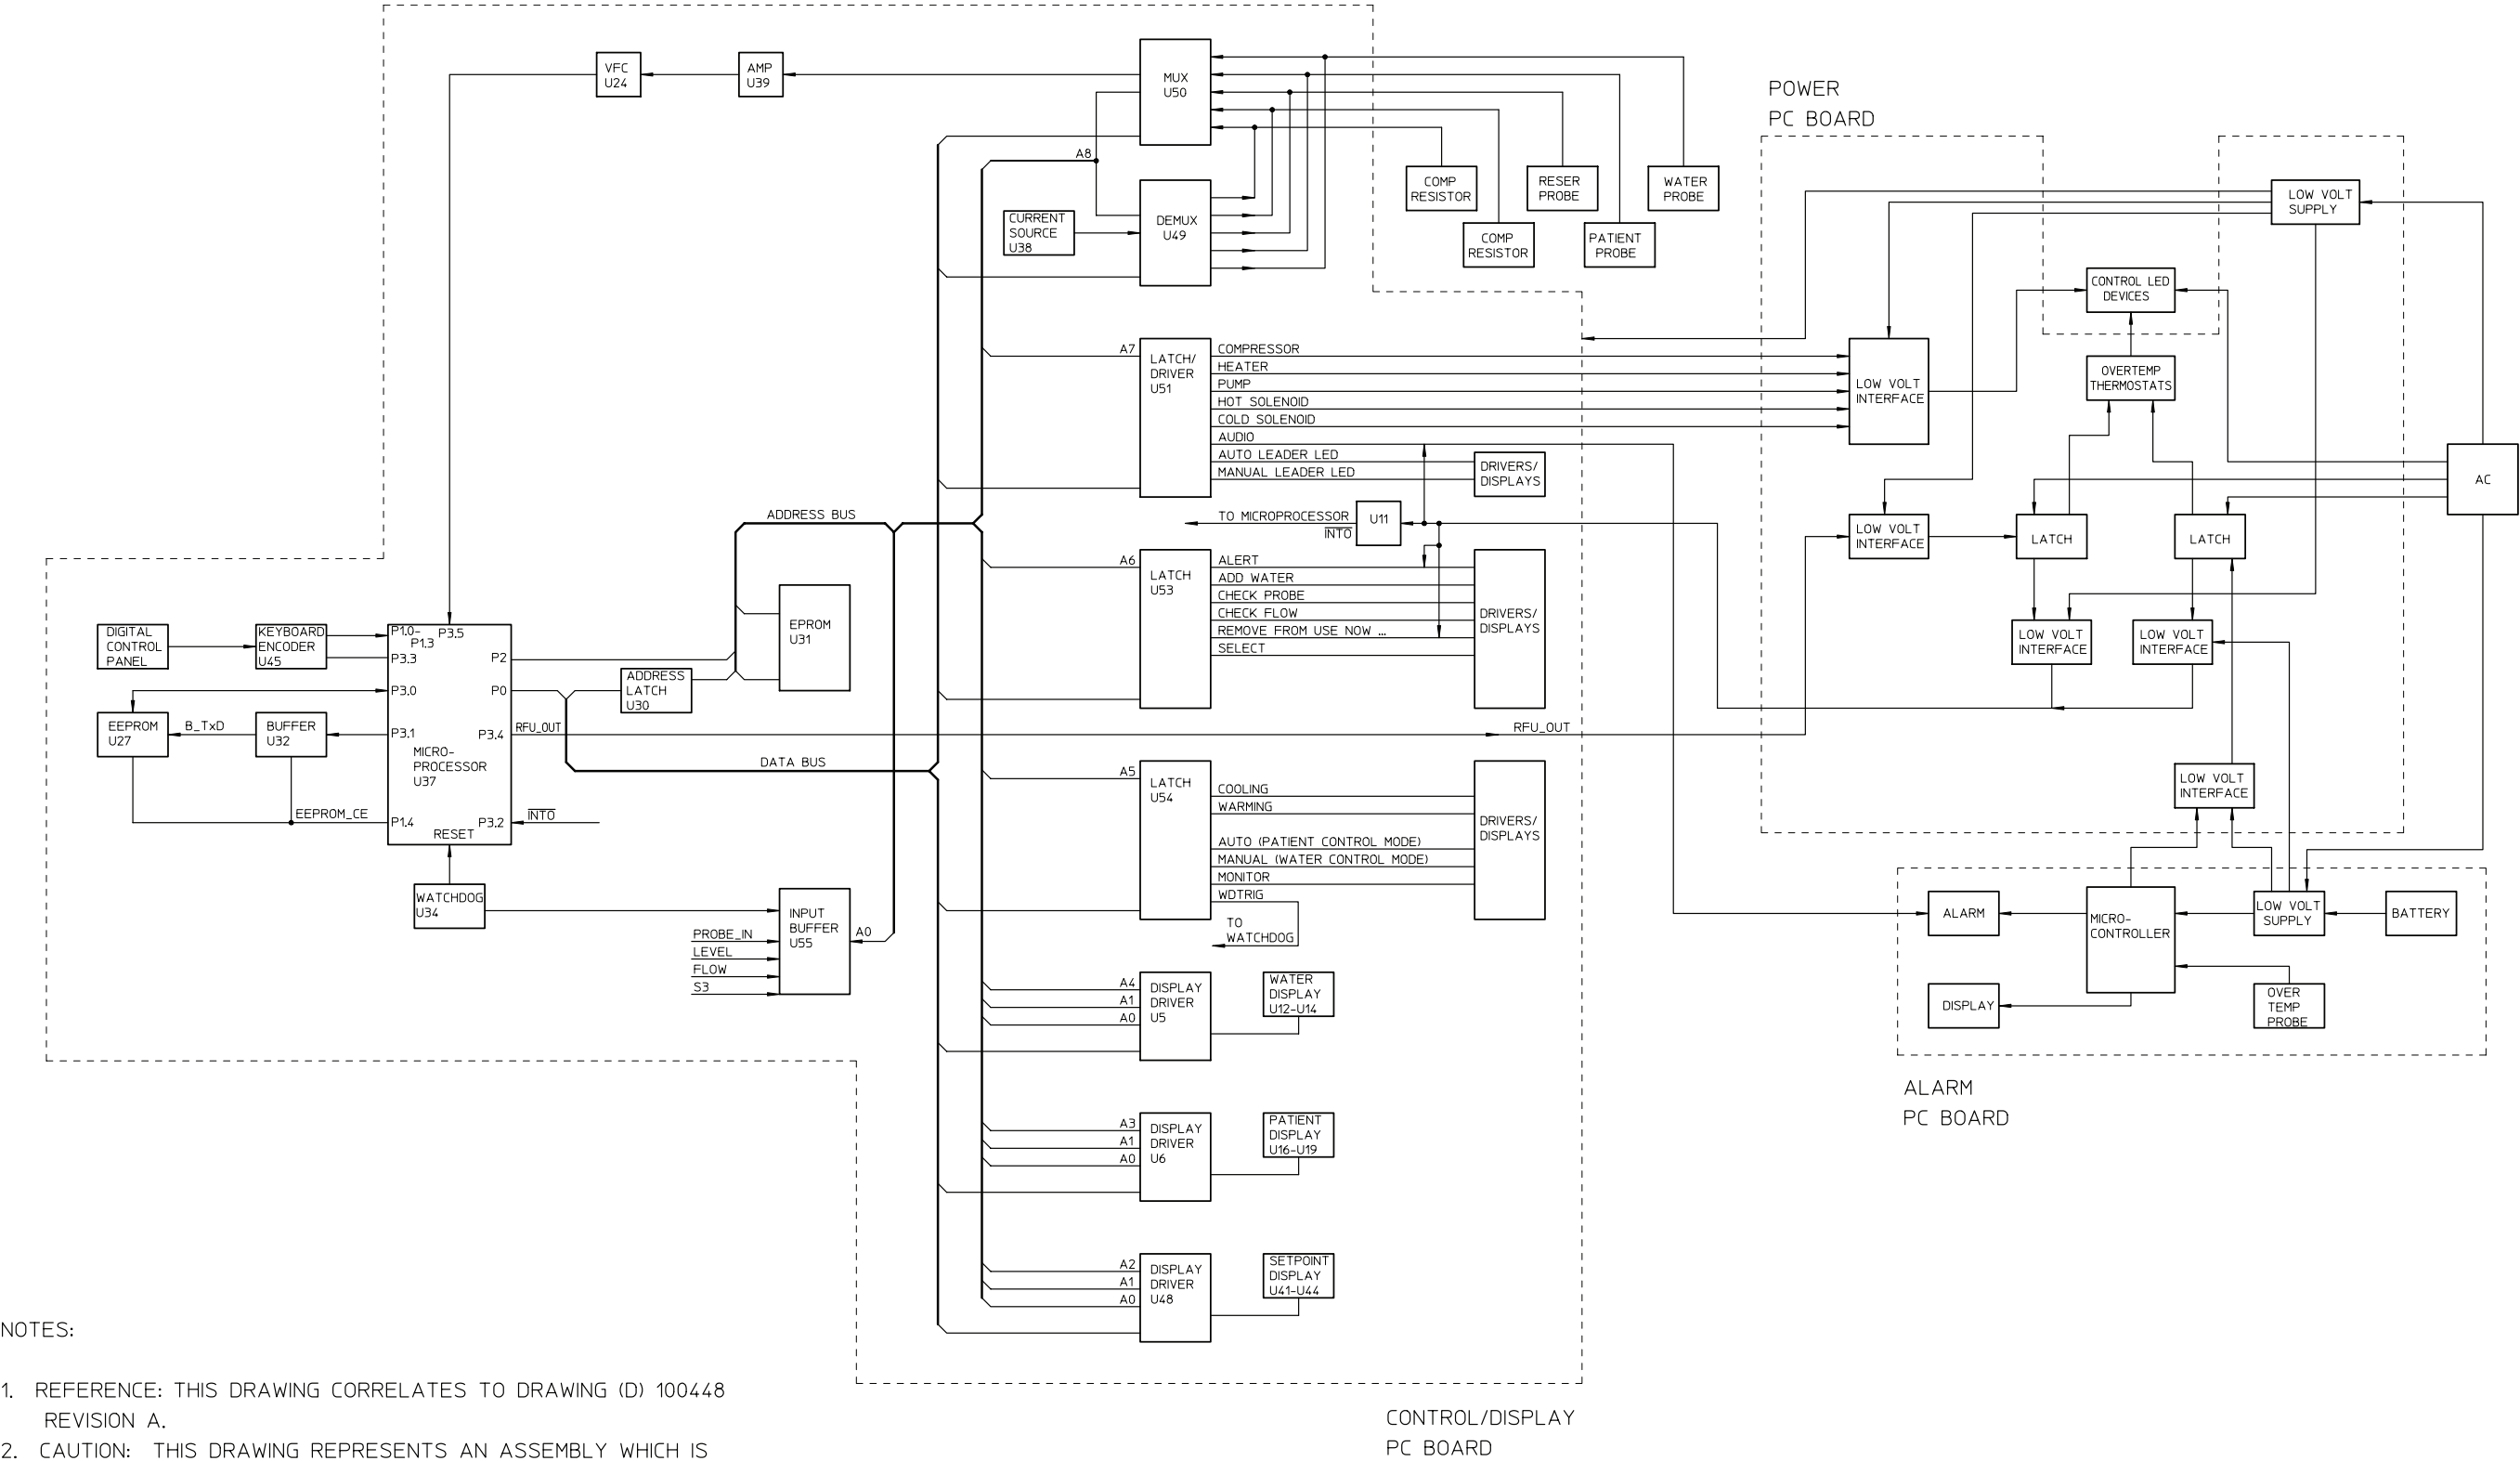 VFC
U24
AMP
U39
MUX
U50
A8
CURRENT
SOURCE
U38
DEMUX
U49
COMP
RESISTOR
COMP
RESISTOR
RESER
PROBE
PATIENT
PROBE
WATER
PROBE
POWER
PC BOARD
LOW VOLT
SUPPLY
CONTROL LED
DEVICES
OVERTEMP
THERMOSTATS
LOW VOLT
INTERFACE
AC
LOW VOLT
INTERFACE
LATCH
LATCH
LOW VOLT
INTERFACE
LOW VOLT
INTERFACE
LOW VOLT
INTERFACE
A7
LATCH/
DRIVER
U51
COMPRESSOR
HEATER
PUMP
HOT SOLENOID
COLD SOLENOID
AUDIO
AUTO LEADER LED
MANUAL LEADER LED
DRIVERS/
DISPLAYS
TO MICROPROCESSOR
INTO
U11
ADDRESS BUS
A6
LATCH
U53
ALERT
ADD WATER
CHECK PROBE
CHECK FLOW
REMOVE FROM USE NOW ...
SELECT
DRIVERS/
DISPLAYS
EPROM
U31
DIGITAL
CONTROL
PANEL
KEYBOARD
ENCODER
U45
P1.0-
P1.3
P3.5
P3.3
P3.0
P3.1
P1.4
P2
P0
P3.4
P3.2
MICRO-
PROCESSOR
U37
RESET
ADDRESS
LATCH
U30
EEPROM
U27
B_TxD
BUFFER
U32
EEPROM_CE
RFU_OUT
RFU_OUT
DATA BUS
INTO
WATCHDOG
U34
INPUT
BUFFER
U55
A0
PROBE_IN
LEVEL
FLOW
S3
A5
LATCH
U54
COOLING
WARMING
AUTO (PATIENT CONTROL MODE)
MANUAL (WATER CONTROL MODE)
MONITOR
WDTRIG
TO
WATCHDOG
DRIVERS/
DISPLAYS
A4
A1
A0
DISPLAY
DRIVER
U5
WATER
DISPLAY
U12-U14
A3
A1
A0
DISPLAY
DRIVER
U6
PATIENT
DISPLAY
U16-U19
A2
A1
A0
DISPLAY
DRIVER
U48
SETPOINT
DISPLAY
U41-U44
ALARM
MICRO-
CONTROLLER
LOW VOLT
SUPPLY
BATTERY
DISPLAY
OVER
TEMP
PROBE
ALARM
PC BOARD
CONTROL/DISPLAY
PC BOARD
NOTES:
1. REFERENCE: THIS DRAWING CORRELATES TO DRAWING (D) 100448
REVISION A.
2. CAUTION: THIS DRAWING REPRESENTS AN ASSEMBLY WHICH IS